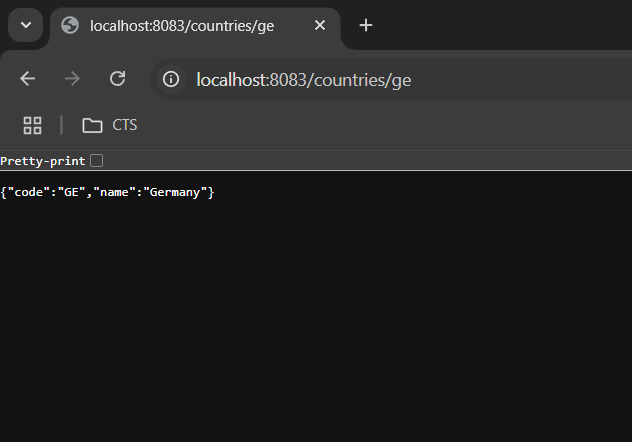 localhost:8083/countries/ge
localhost:8083/countries/ge
CTS
Pretty-print
{"code":"GE","name":"Germany"}